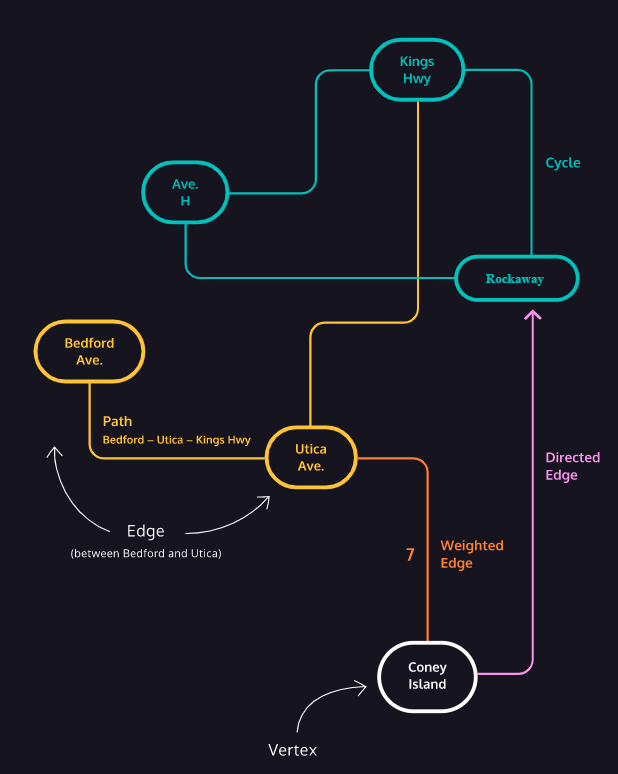 Kings
Hwy
Cycle
Ave.
H
Rockaway
Bedford
Ave.
Path
Bedford – Utica – Kings Hwy
Utica
Ave.
Directed
Edge
Edge
(between Bedford and Utica)
7
Weighted
Edge
Coney
Island
Vertex